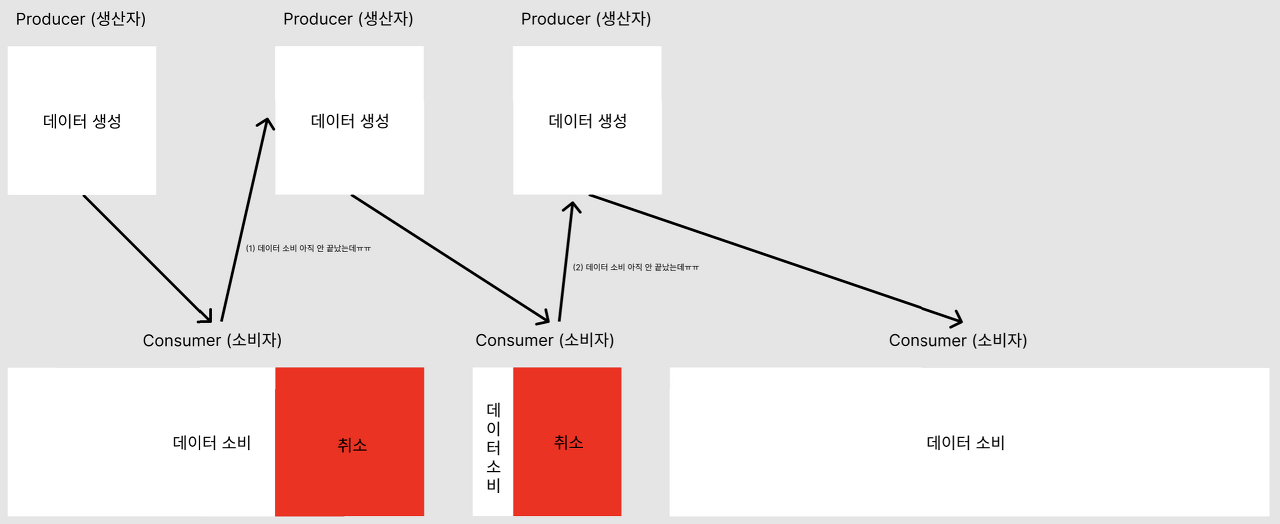 Producer (생산자)
Producer (생산자)
Producer (생산자)
데이터 생성
데이터 생성
데이터 생성
(1) 데이터 소비 아직 안 끝났는데ㅠㅠ
(2) 데이터 소비 아직 안 끝났는데ㅠㅠ
Consumer (소비자)
Consumer (소비자)
Consumer (소비자)
데이터 소비
취소
데
이
터
소
비
취소
데이터 소비